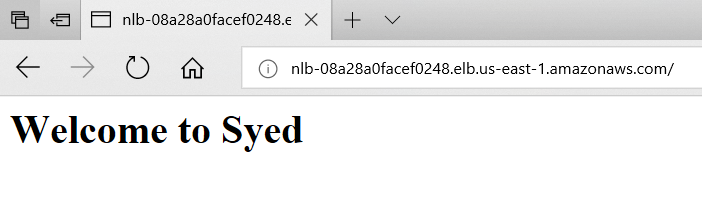 nlb-08a28a0facef0248.e
nlb-08a28a0facef0248.elb.us-east-1.amazonaws.com/
Welcome to Syed